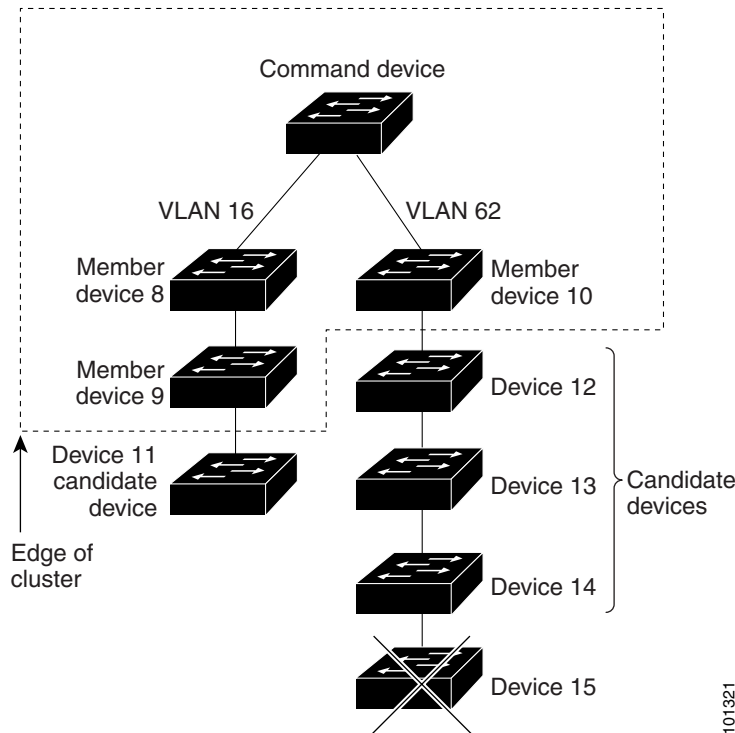 Command device
VLAN 16
VLAN 62
Member
device 8
Member
device 10
Member
device 9
Device 12
Device 11
candidate
device
Device 13
Candidate
devices
Edge of
cluster
Device 14
Device 15
101321